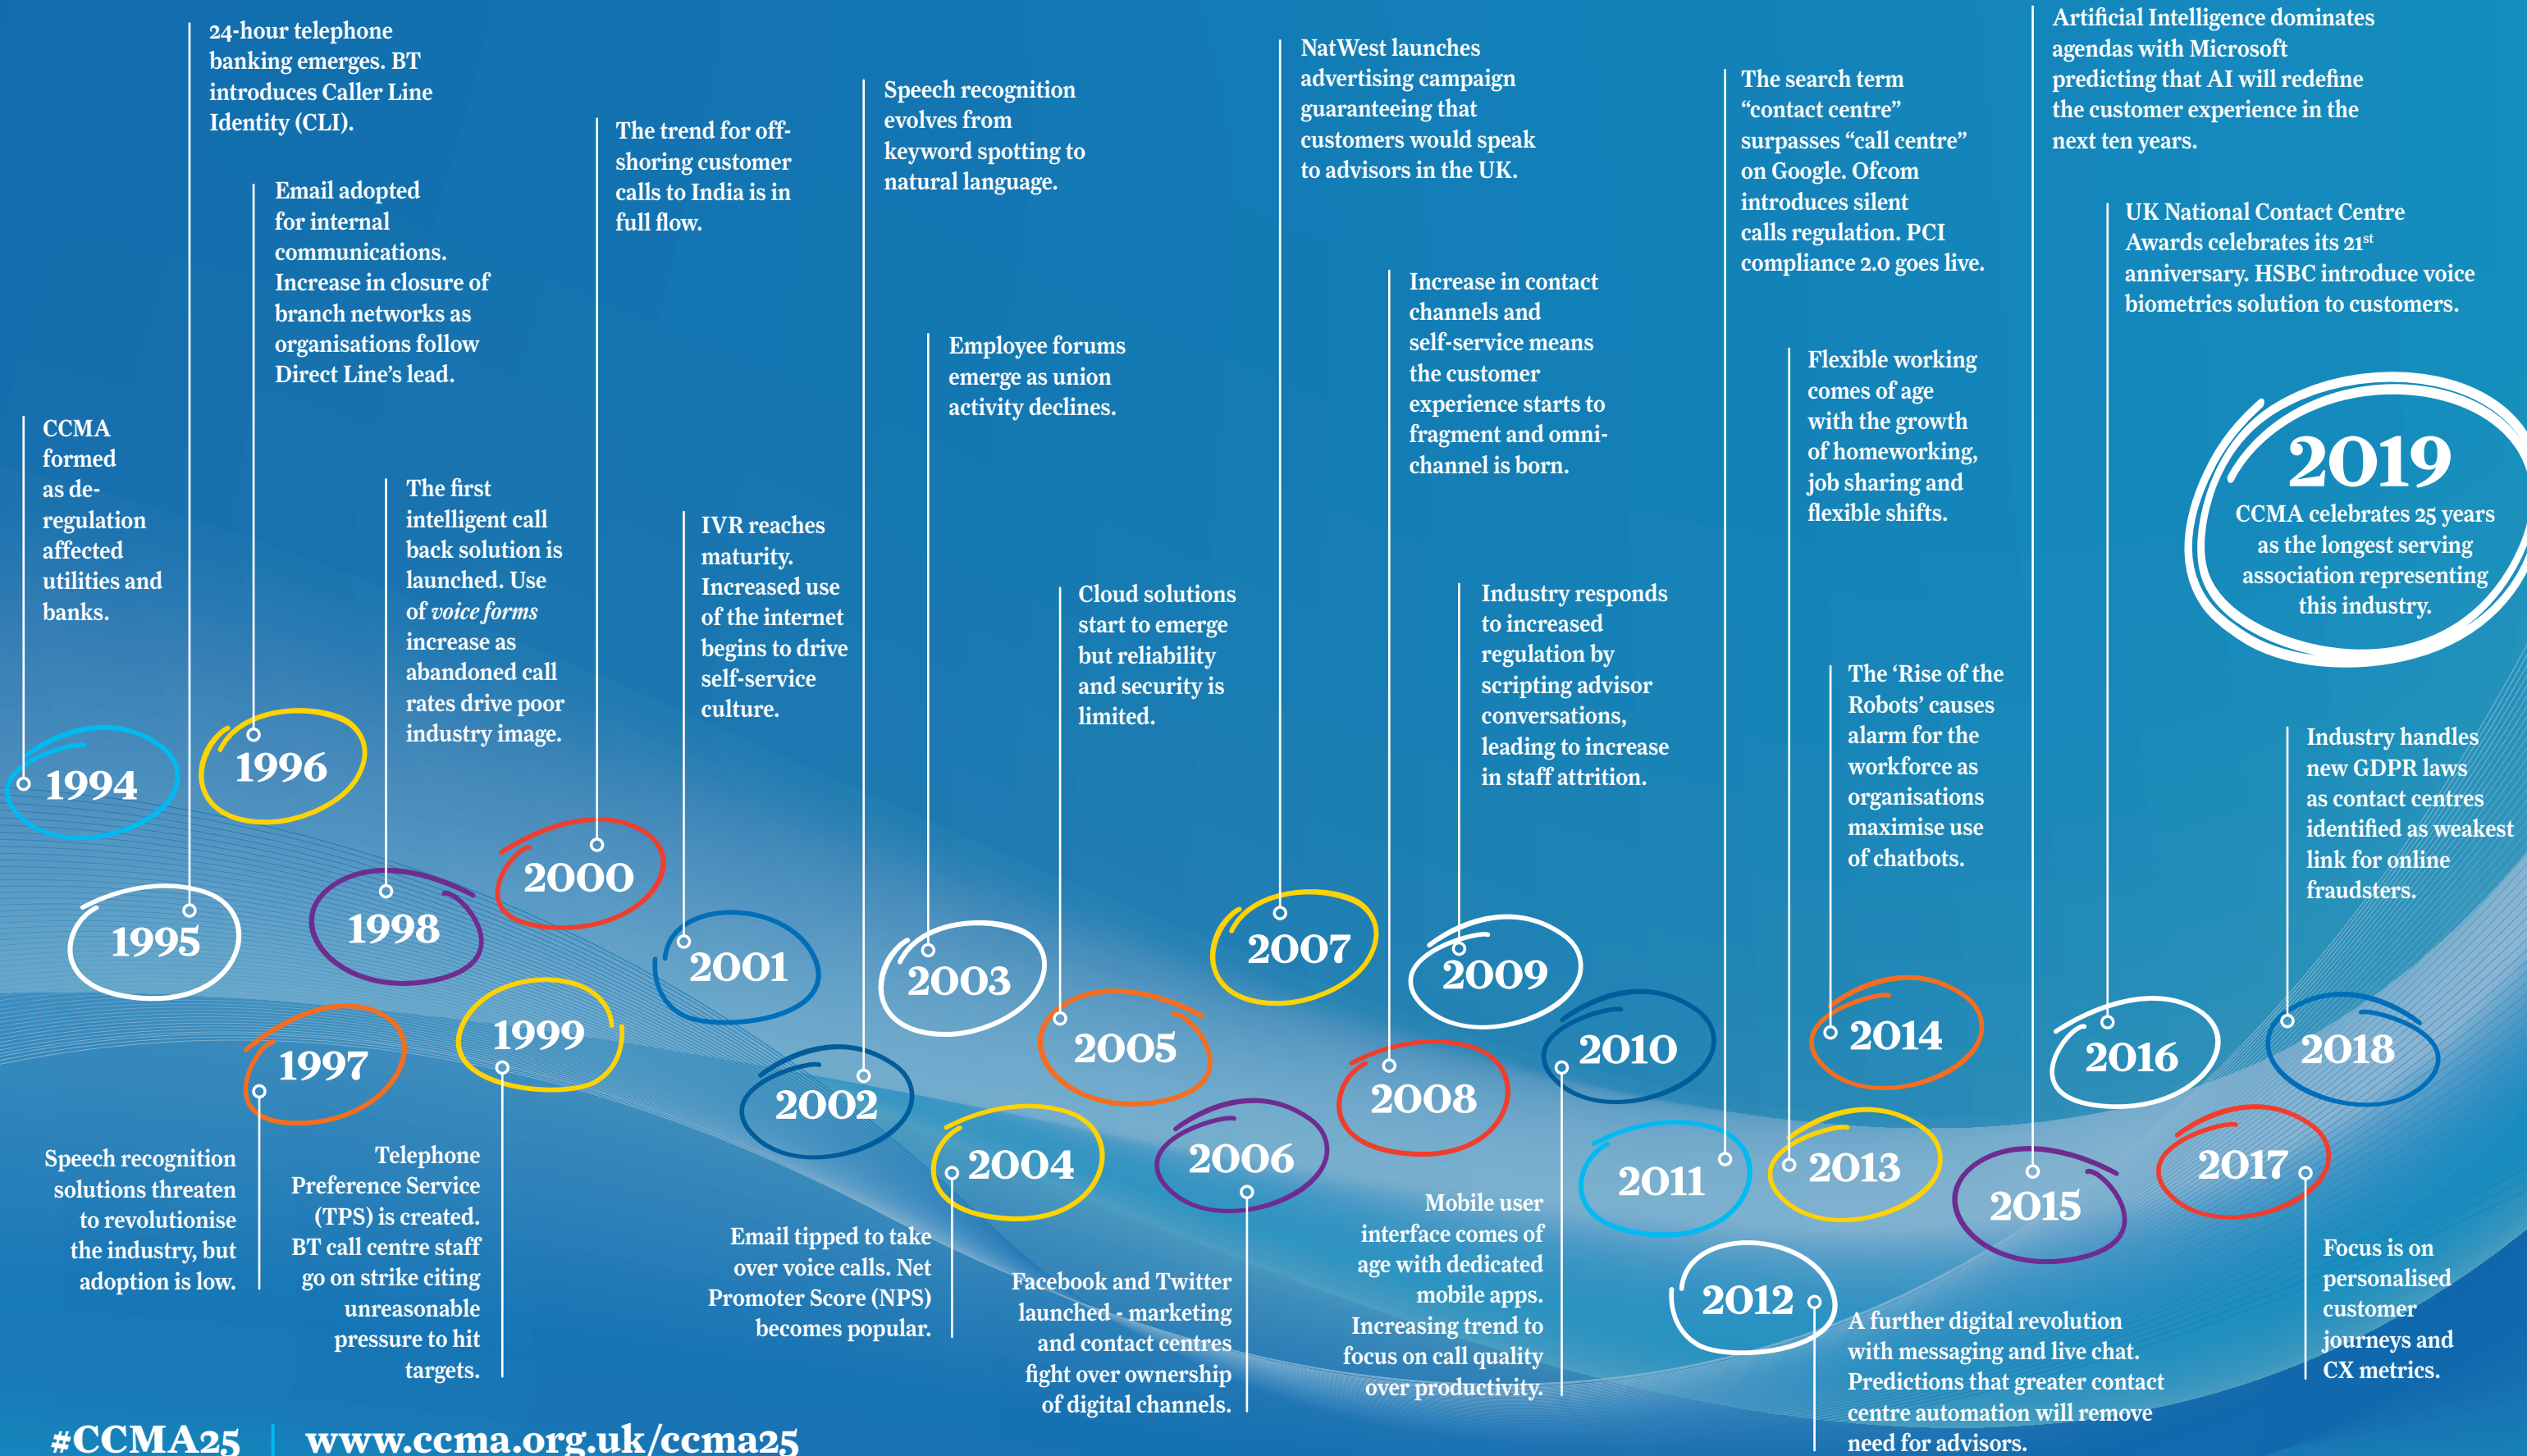 CCMA
formed
as de-
regulation
affected
utilities and
banks.
1994
24-hour telephone
banking emerges. BT
introduces Caller Line
Identity (CLI).
1995
Email adopted
for internal
communications.
Increase in closure of
branch networks as
organisations follow
Direct Line’s lead.
1996
1997
Speech recognition
solutions threaten
to revolutionise
the industry, but
adoption is low.
The first
intelligent call
back solution is
launched. Use
of voice forms
increase as
abandoned call
rates drive poor
industry image.
1998
1999
Telephone
Preference Service
(TPS) is created.
BT call centre staff
go on strike citing
unreasonable
pressure to hit
targets.
The trend for off-
shoring customer
calls to India is in
full flow.
2000
IVR reaches
maturity.
Increased use
of the internet
begins to drive
self-service
culture.
2001
Speech recognition
evolves from
keyword spotting to
natural language.
2002
Employee forums
emerge as union
activity declines.
2003
2004
Email tipped to take
over voice calls. Net
Promoter Score (NPS)
becomes popular.
Cloud solutions
start to emerge
but reliability
and security is
limited.
2005
2006
Facebook and Twitter
launched - marketing
and contact centres
fight over ownership
of digital channels.
NatWest launches
advertising campaign
guaranteeing that
customers would speak
to advisors in the UK.
2007
Increase in contact
channels and
self-service means
the customer
experience starts to
fragment and omni-
channel is born.
2008
Industry responds
to increased
regulation by
scripting advisor
conversations,
leading to increase
in staff attrition.
2009
2010
Mobile user
interface comes of
age with dedicated
mobile apps.
Increasing trend to
focus on call quality
over productivity.
The search term
“contact centre”
surpasses “call centre”
on Google. Ofcom
introduces silent
calls regulation. PCI
compliance 2.0 goes live.
2011
2012
A further digital revolution
with messaging and live chat.
Predictions that greater contact
centre automation will remove
need for advisors.
Flexible working
comes of age
with the growth
of homeworking,
job sharing and
flexible shifts.
2013
The ‘Rise of the
Robots’ causes
alarm for the
workforce as
organisations
maximise use
of chatbots.
2014
Artificial Intelligence dominates
agendas with Microsoft
predicting that AI will redefine
the customer experience in the
next ten years.
2015
UK National Contact Centre
Awards celebrates its 21st
anniversary. HSBC introduce voice
biometrics solution to customers.
2016
2017
Focus is on
personalised
customer
journeys and
CX metrics.
Industry handles
new GDPR laws
as contact centres
identified as weakest
link for online
fraudsters.
2018
2019
CCMA celebrates 25 years
as the longest serving
association representing
this industry.
#CCMA25 | www.ccma.org.uk/ccma25